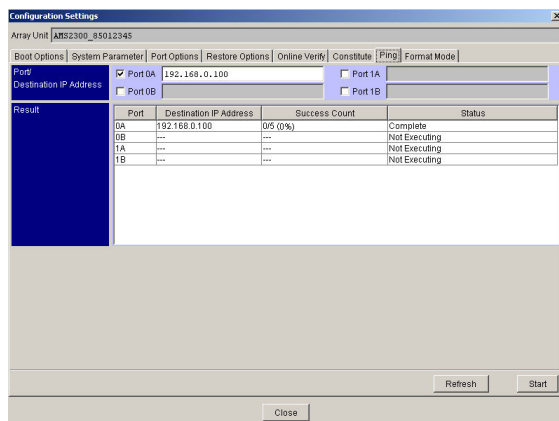 Configuration Settings
Array Unit AMS2300_85012345
Boot Options System Parameter Port Options Restore Options Online Verify Constitute Ping Format Mode
Port/
Destination IP Address
Port 0A 192.168.0.100 Port 1A
Port 0B Port 1B
Result
Port Destination IP Address Success Count Status
0A 192.168.0.100 0/5 (0%) Complete
0B --- --- Not Executing
1A --- --- Not Executing
1B --- --- Not Executing
Refresh Start
Close